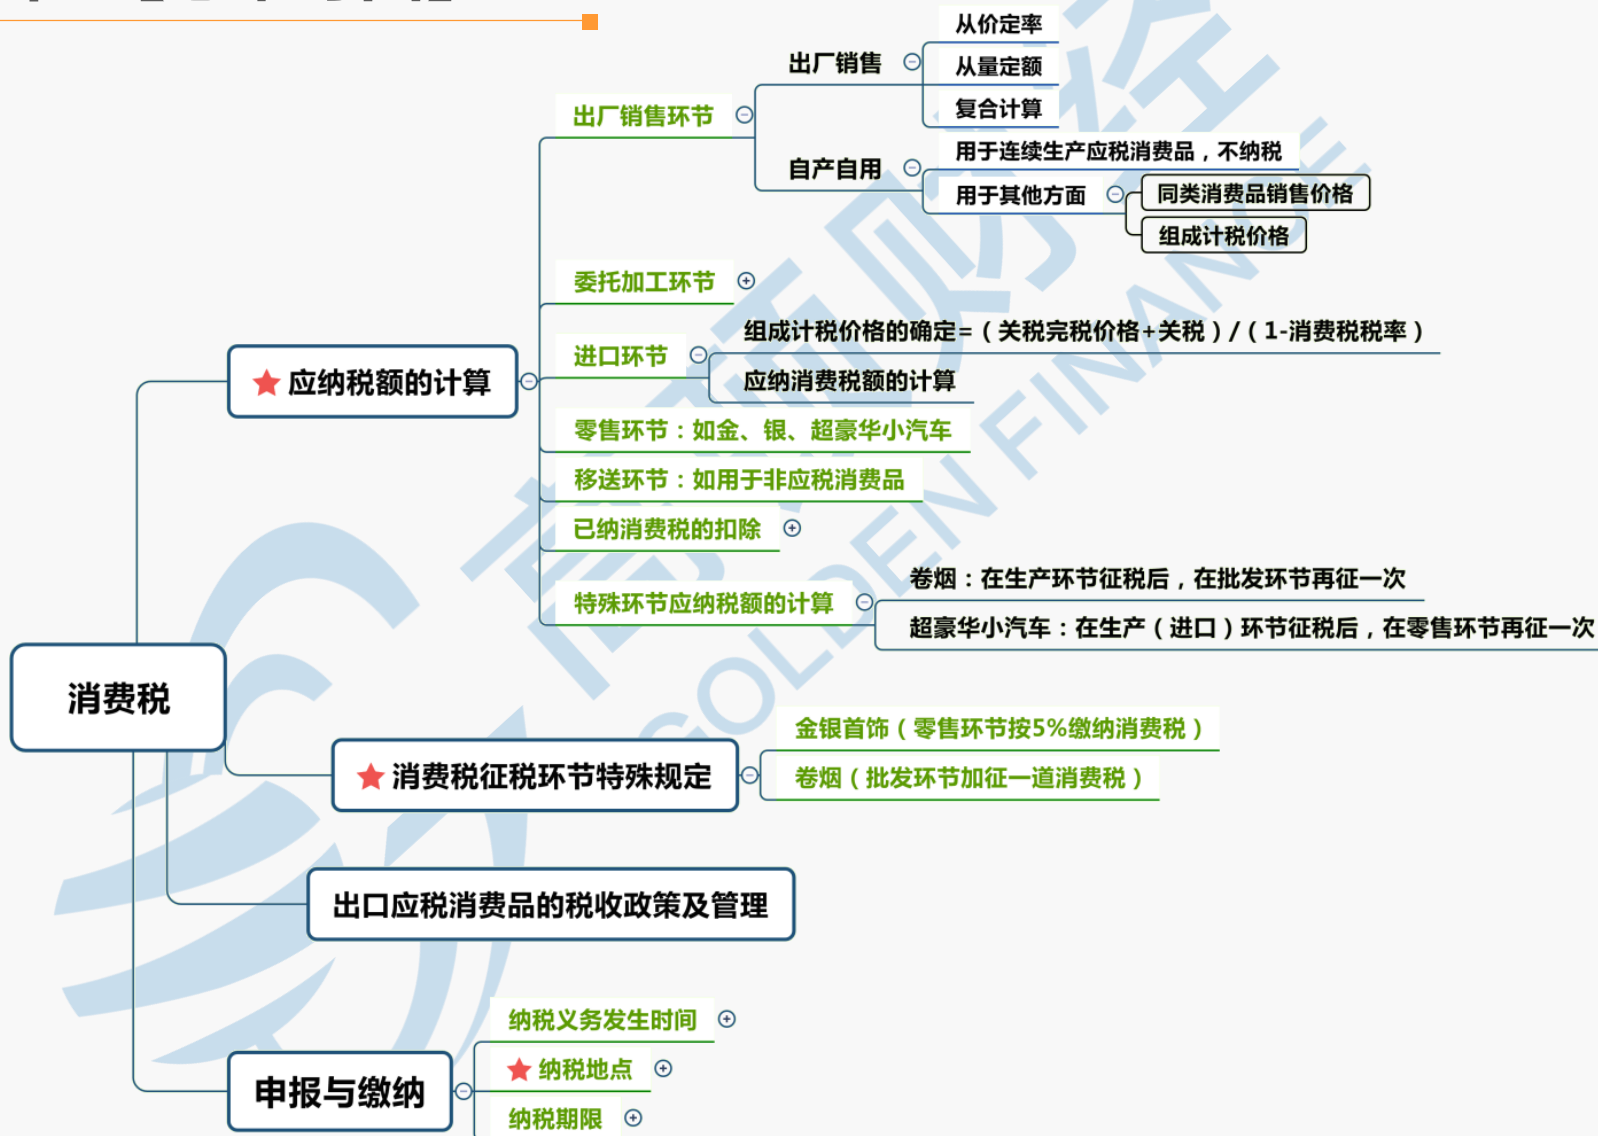 从价定率
出厂销售
从量定额
复合计算
出厂销售环节
用于连续生产应税消费品，不纳税
自产自用
用于其他方面
同类消费品销售价格
组成计税价格
委托加工环节
组成计税价格的确定=（关税完税价格+关税）/（1-消费税税率）
进口环节
应纳消费税额的计算
应纳税额的计算
零售环节：如金、银、超豪华小汽车
移送环节：如用于非应税消费品
已纳消费税的扣除
卷烟：在生产环节征税后，在批发环节再征一次
特殊环节应纳税额的计算
超豪华小汽车：在生产（进口）环节征税后，在零售环节再征一次
消费税
金银首饰（零售环节按5%缴纳消费税）
消费税征税环节特殊规定
卷烟（批发环节加征一道消费税）
出口应税消费品的税收政策及管理
纳税义务发生时间
纳税地点
申报与缴纳
纳税期限
高顿财经
GOLDEN FINANCE